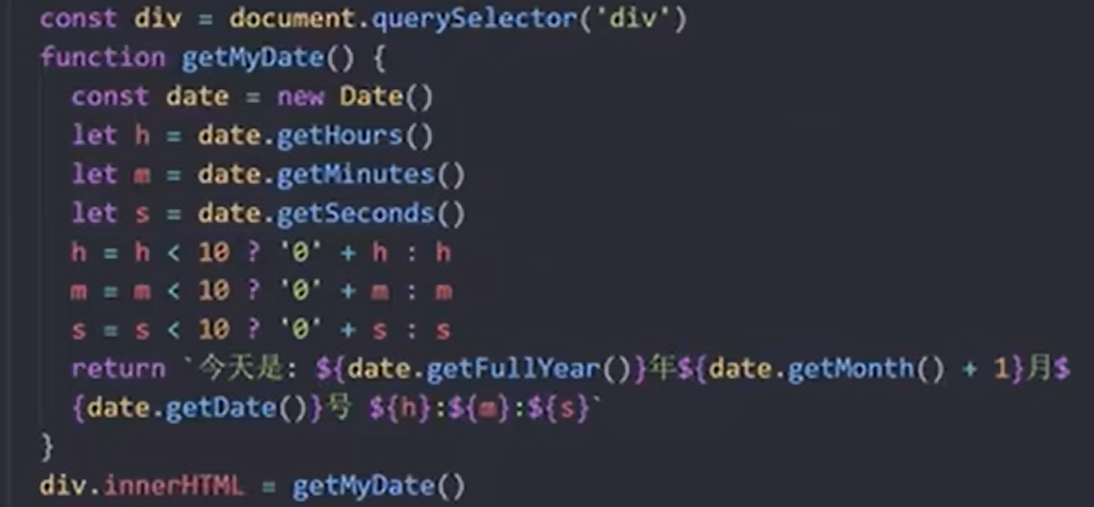 const div = document.querySelector('div')
function getMyDate() {
const date = new Date()
let h = date.getHours()
let m = date.getMinutes()
let s = date.getSeconds()
h = h < 10 ? '0' + h : h
m = m < 10 ? '0' + m : m
s = s < 10 ? '0' + s : s
return `今天是: ${date.getFullYear()}年${date.getMonth() + 1}月$
{date.getDate()}号 ${h}:${m}:${s}`
}
div.innerHTML = getMyDate()